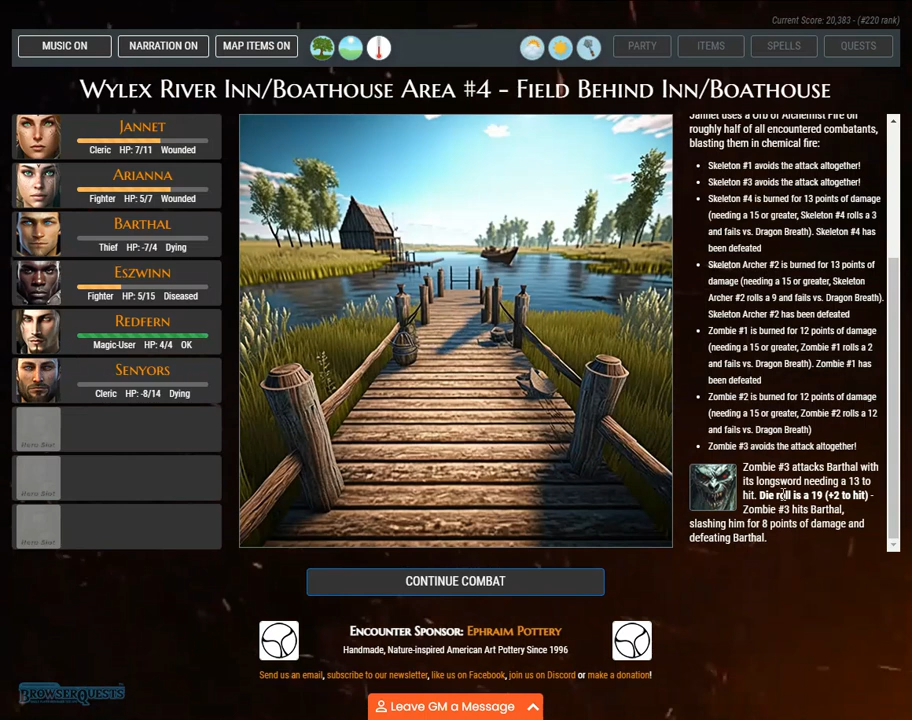 Current Score: 20,383 - (#220 rank)
MUSIC ON
NARRATION ON
MAP ITEMS ON
PARTY
ITEMS
SPELLS
QUESTS
Wylex River Inn/Boathouse Area #4 - Field Behind Inn/Boathouse
Jannet
Cleric HP: 7/11 Wounded
Arianna
Fighter HP: 5/7 Wounded
Barthal
Thief HP: -7/4 Dying
Eszwinn
Fighter HP: 5/15 Diseased
Redfern
Magic-User HP: 4/4 OK
Senyors
Cleric HP: -8/14 Dying
Hero Slot
Hero Slot
Hero Slot
Jannet uses a Orb of Alchemist Fire on
roughly half of all encountered combatants,
blasting them in chemical fire:
• Skeleton #1 avoids the attack altogether!
• Skeleton #3 avoids the attack altogether!
• Skeleton #4 is burned for 13 points of damage
(needing a 15 or greater, Skeleton #4 rolls a 3
and fails vs. Dragon Breath). Skeleton #4 has
been defeated
• Skeleton Archer #2 is burned for 13 points of
damage (needing a 15 or greater, Skeleton
Archer #2 rolls a 9 and fails vs. Dragon Breath).
Skeleton Archer #2 has been defeated
• Zombie #1 is burned for 12 points of damage
(needing a 15 or greater, Zombie #1 rolls a 2
and fails vs. Dragon Breath). Zombie #1 has
been defeated
• Zombie #2 is burned for 12 points of damage
(needing a 15 or greater, Zombie #2 rolls a 12
and fails vs. Dragon Breath)
• Zombie #3 avoids the attack altogether!
Zombie #3 attacks Barthal with
its longsword needing a 13 to
hit. Die roll is a 19 (+2 to hit) -
Zombie #3 hits Barthal,
slashing him for 8 points of damage and
defeating Barthal.
CONTINUE COMBAT
Encounter Sponsor: Ephraim Pottery
Handmade, Nature-inspired American Art Pottery Since 1996
Send us an email, subscribe to our newsletter, like us on Facebook, join us on Discord or make a donation!
BrowserQuests
Leave GM a Message